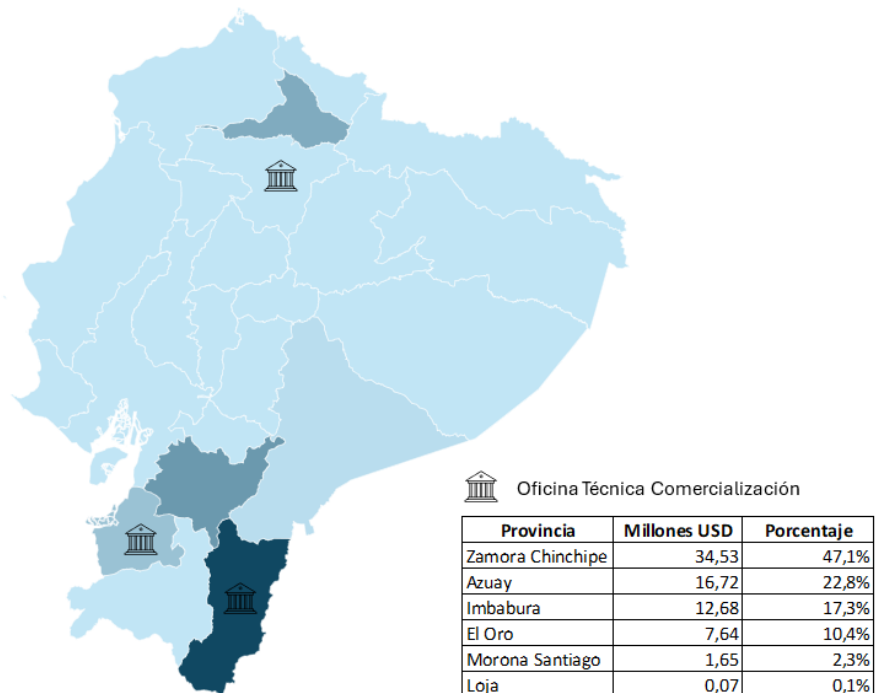 Oficina Técnica Comercialización
Provincia Millones USD Porcentaje
Zamora Chinchipe 34,53 47,1%
Azuay 16,72 22,8%
Imbabura 12,68 17,3%
El Oro 7,64 10,4%
Morona Santiago 1,65 2,3%
Loja 0,07 0,1%